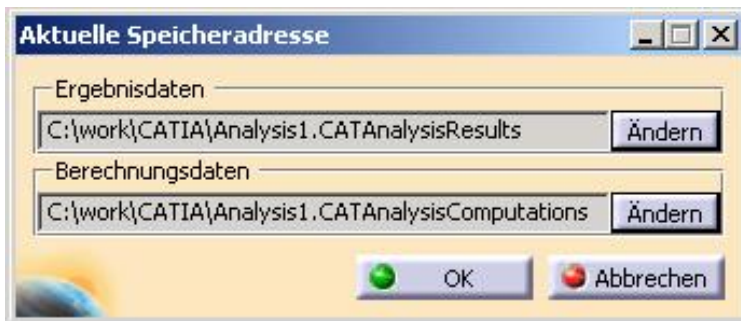 Aktuelle Speicheradresse
Ergebnisdaten
C:\work\CATIA\Analysis1.CATAnalysisResults Ändern
Berechnungsdaten
C:\work\CATIA\Analysis1.CATAnalysisComputations Ändern
OK Abbrechen